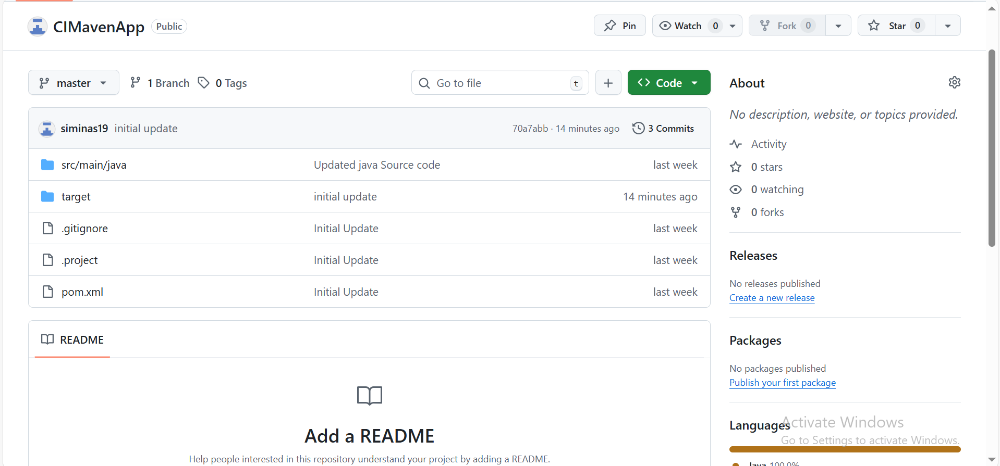 CIMavenApp Public Pin Watch 0 Fork 0 Star 0
master 1 Branch 0 Tags Go to file t Code
siminas19 initial update 70a7abb · 14 minutes ago 3 Commits
src/main/java Updated java Source code last week
target initial update 14 minutes ago
.gitignore Initial Update last week
.project Initial Update last week
pom.xml Initial Update last week
README
Add a README
Help people interested in this repository understand your project by adding a README.
About
No description, website, or topics provided.
Activity
0 stars
0 watching
0 forks
Releases
No releases published
Create a new release
Packages
No packages published
Publish your first package
Languages
Java 100.0%
Activate Windows
Go to Settings to activate Windows.